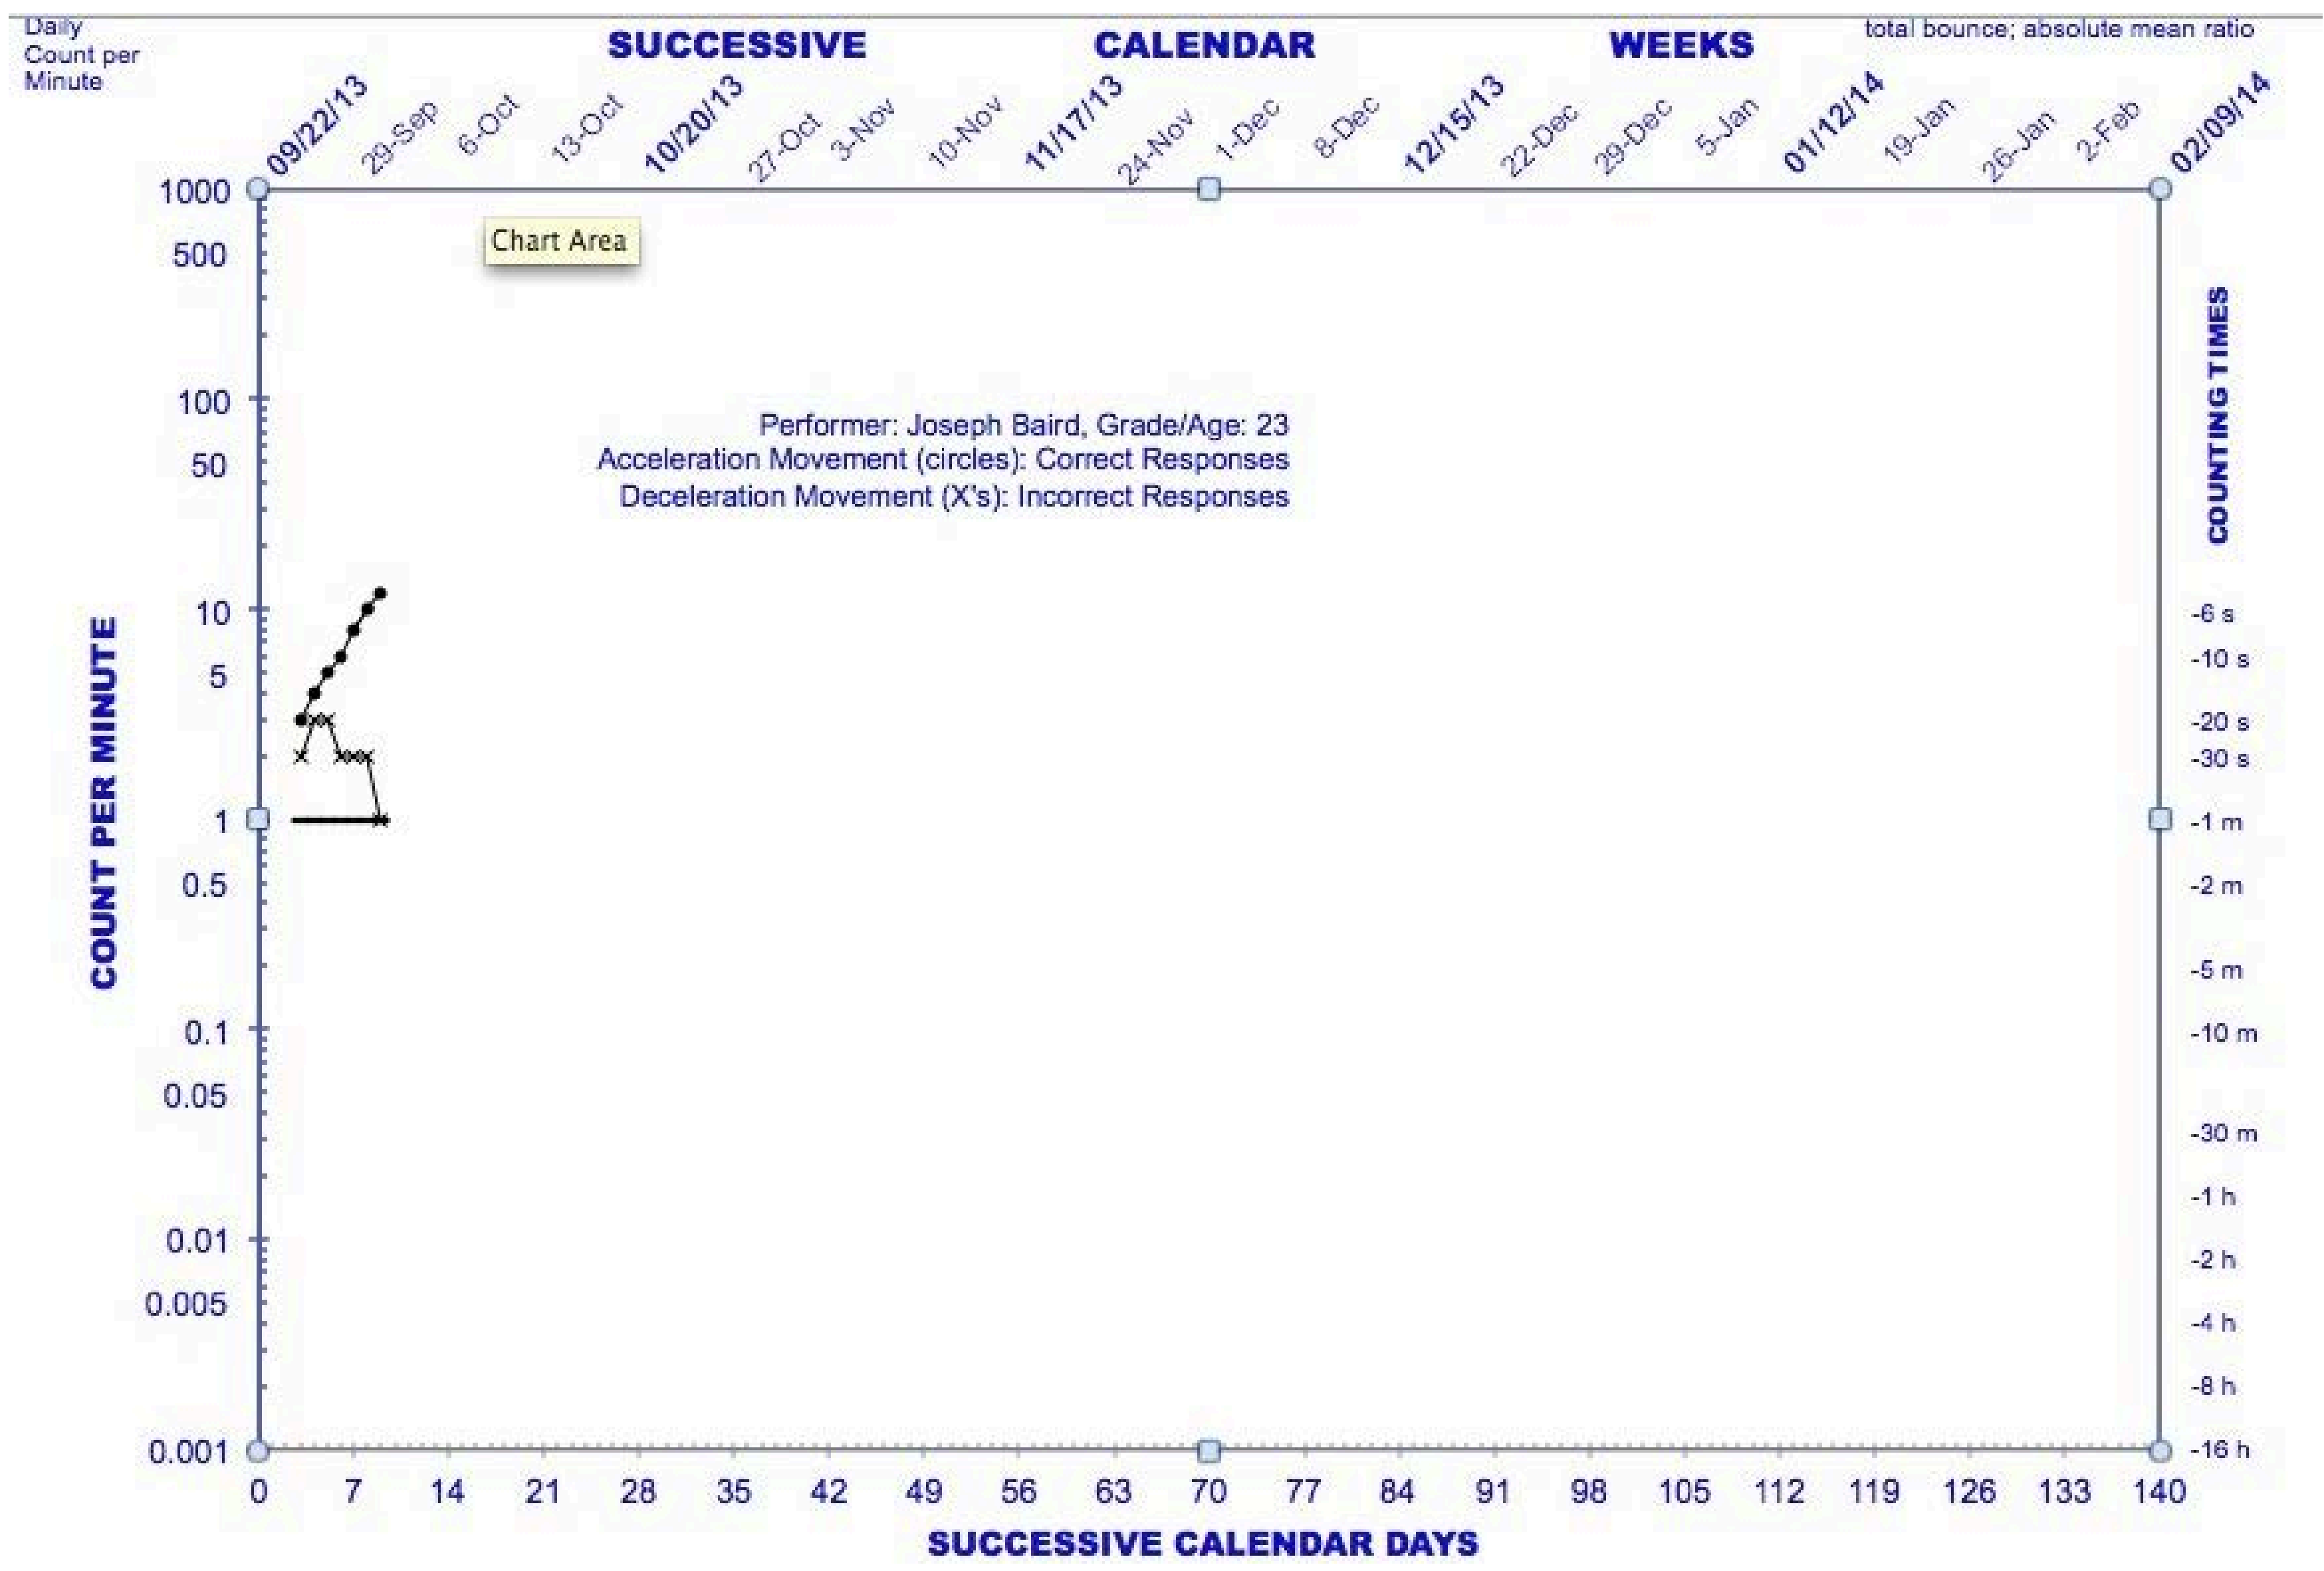 Daily
Count per
Minute
SUCCESSIVE CALENDAR WEEKS
total bounce; absolute mean ratio
09/22/13 29-Sep 6-Oct 13-Oct 10/20/13 27-Oct 3-Nov 10-Nov 11/17/13 24-Nov 1-Dec 8-Dec 12/15/13 22-Dec 29-Dec 5-Jan 01/12/14 19-Jan 26-Jan 2-Feb 02/09/14
1000
500
100
50
10
5
1
0.5
0.1
0.05
0.01
0.005
0.001
COUNT PER MINUTE
Chart Area
Performer: Joseph Baird, Grade/Age: 23
Acceleration Movement (circles): Correct Responses
Deceleration Movement (X's): Incorrect Responses
COUNTING TIMES
-6 s
-10 s
-20 s
-30 s
-1 m
-2 m
-5 m
-10 m
-30 m
-1 h
-2 h
-4 h
-8 h
-16 h
0 7 14 21 28 35 42 49 56 63 70 77 84 91 98 105 112 119 126 133 140
SUCCESSIVE CALENDAR DAYS